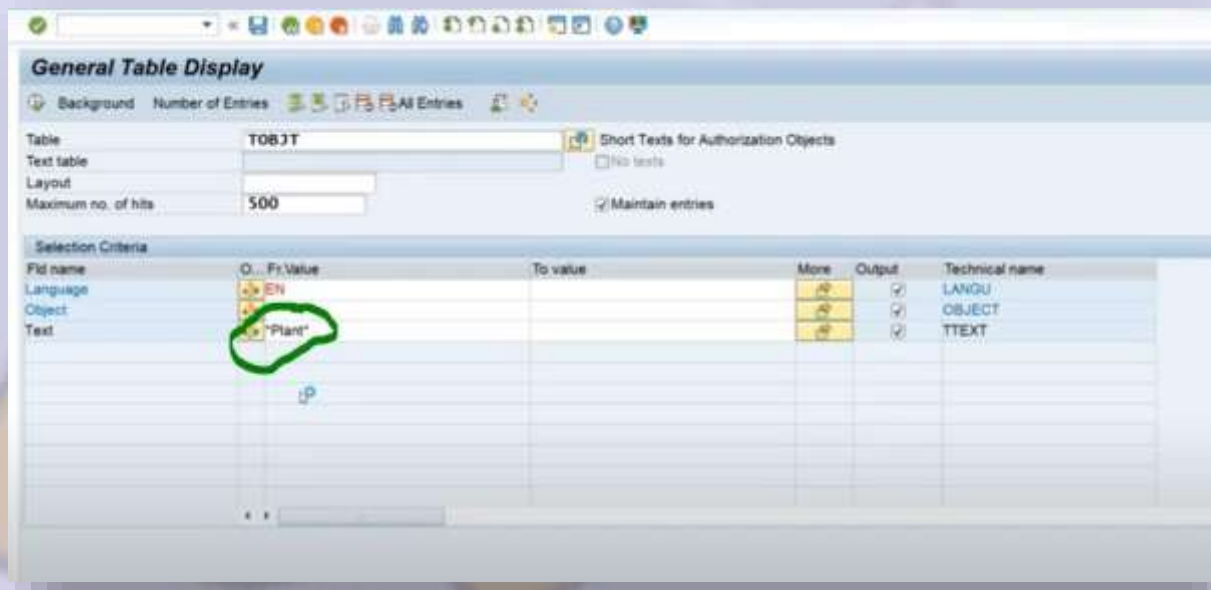 General Table Display
Background Number of Entries All Entries
Table TOBJT Short Texts for Authorization Objects
Text table No texts
Layout
Maximum no. of hits 500 Maintain entries
Selection Criteria
Fld name O... Fr.Value To value More Output Technical name
Language EN LANGU
Object OBJECT
Text *Plant* TTEXT